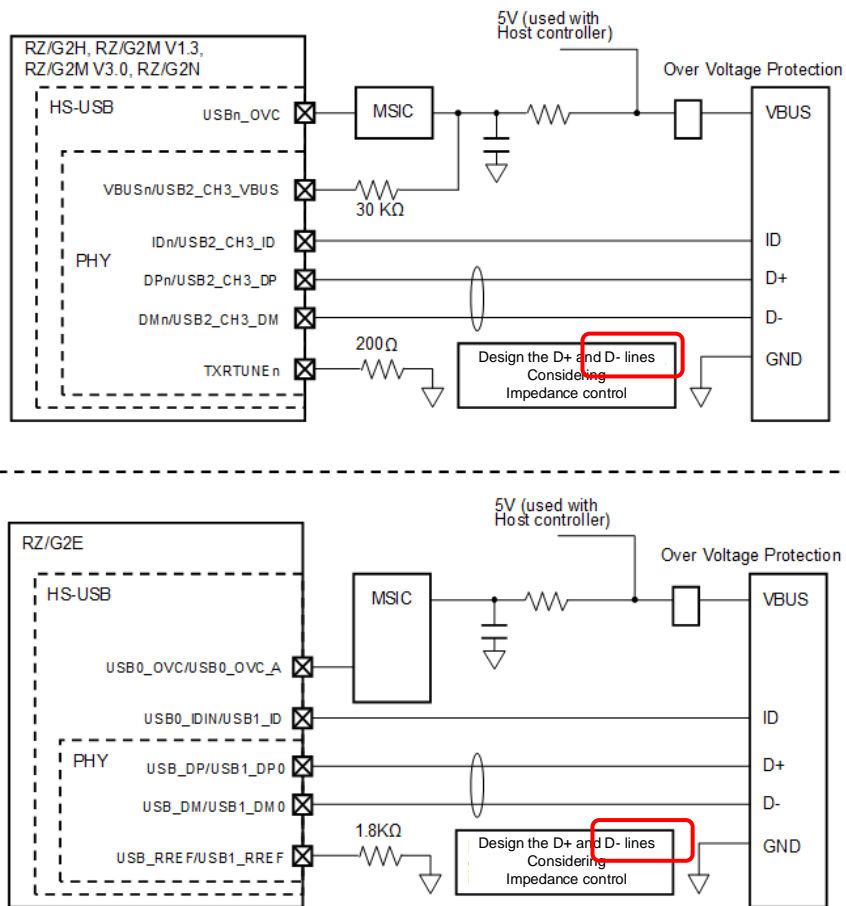 5V (used with
Host controller)
RZ/G2H, RZ/G2M V1.3,
RZ/G2M V3.0, RZ/G2N
Over Voltage Protection
HS-USB
USBn_OVC
MSIC
VBUS
VBUSn/USB2_CH3_VBUS
30 KΩ
IDn/USB2_CH3_ID
ID
PHY
DPn/USB2_CH3_DP
D+
DMn/USB2_CH3_DM
D-
200Ω
TXRTUNEn
Design the D+ and D- lines
Considering
Impedance control
GND
5V (used with
Host controller)
RZ/G2E
Over Voltage Protection
HS-USB
MSIC
VBUS
USB0_OVC/USB0_OVC_A
USB0_IDIN/USB1_ID
ID
PHY
USB_DP/USB1_DP0
D+
USB_DM/USB1_DM0
D-
1.8KΩ
USB_RREF/USB1_RREF
Design the D+ and D- lines
Considering
Impedance control
GND